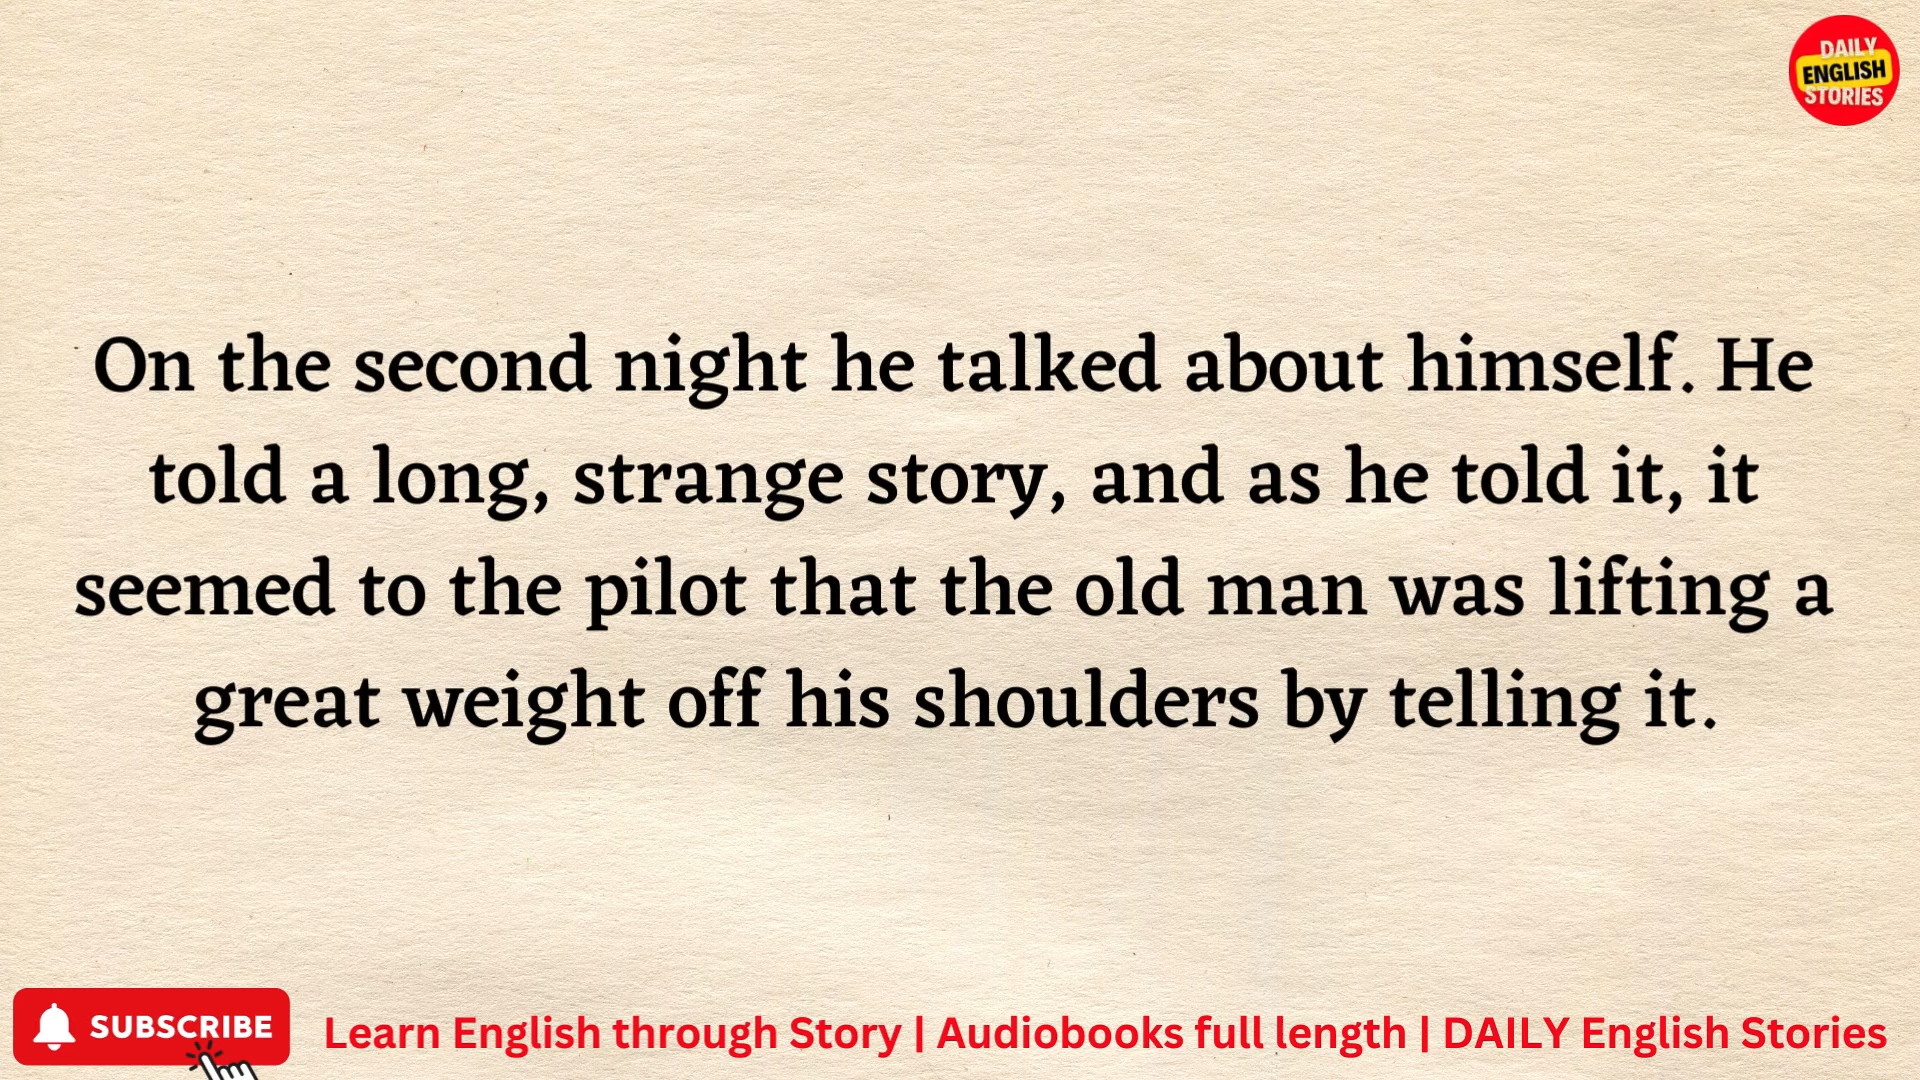 DAILY
ENGLISH
STORIES
On the second night he talked about himself. He
told a long, strange story, and as he told it, it
seemed to the pilot that the old man was lifting a
great weight off his shoulders by telling it.
SUBSCRIBE
Learn English through Story | Audiobooks full length | DAILY English Stories